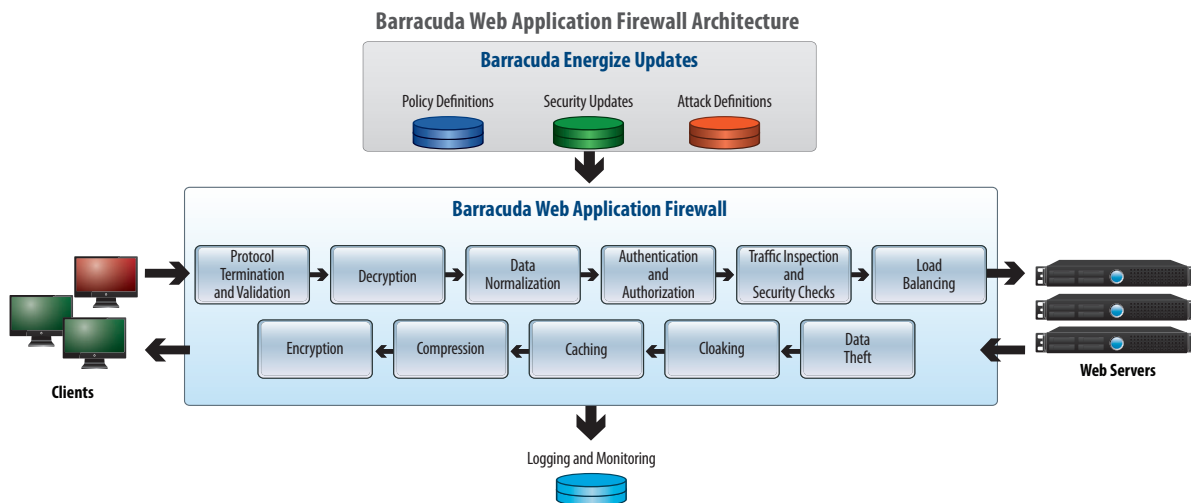 Barracuda Web Application Firewall Architecture
Barracuda Energize Updates
Policy Definitions
Security Updates
Attack Definitions
Barracuda Web Application Firewall
Protocol
Termination
and Validation
Decryption
Data
Normalization
Authentication
and
Authorization
Traffic Inspection
and
Security Checks
Load
Balancing
Encryption
Compression
Caching
Cloaking
Data
Theft
Clients
Web Servers
Logging and Monitoring